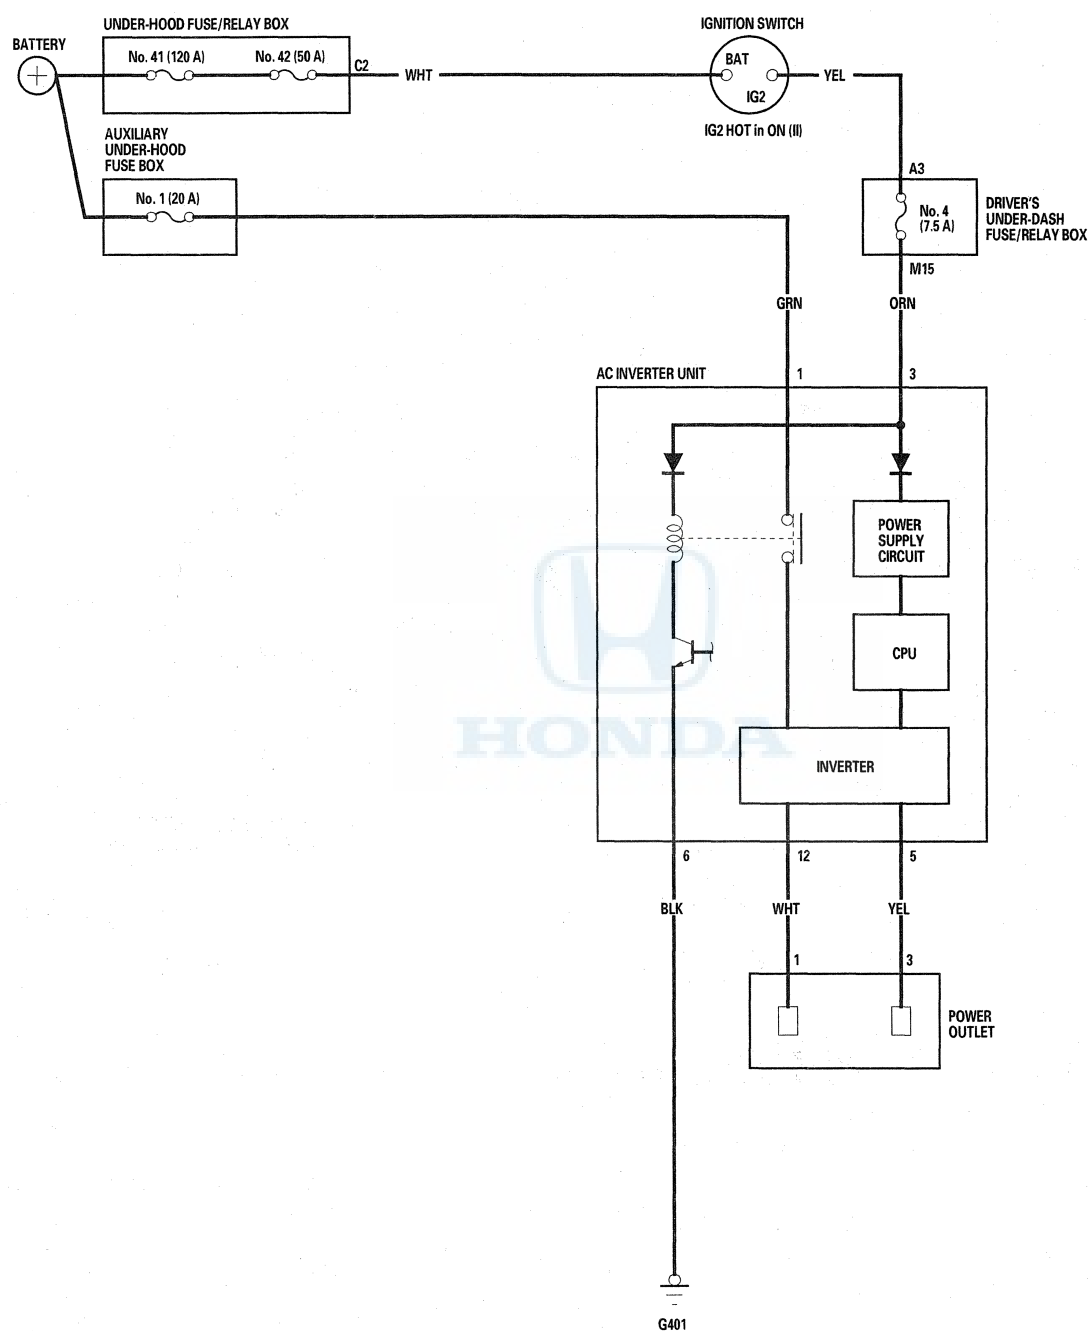 UNDER-HOOD FUSE/RELAY BOX
IGNITION SWITCH
BATTERY
No. 41 (120 A)
No. 42 (50 A)
C2
WHT
BAT
IG2
YEL
IG2 HOT in ON (II)
AUXILIARY
UNDER-HOOD
FUSE BOX
No. 1 (20 A)
A3
No. 4
(7.5 A)
DRIVER'S
UNDER-DASH
FUSE/RELAY BOX
M15
GRN
ORN
AC INVERTER UNIT
1
3
POWER
SUPPLY
CIRCUIT
CPU
HONDA
INVERTER
6
12
5
BLK
WHT
YEL
1
3
POWER
OUTLET
G401